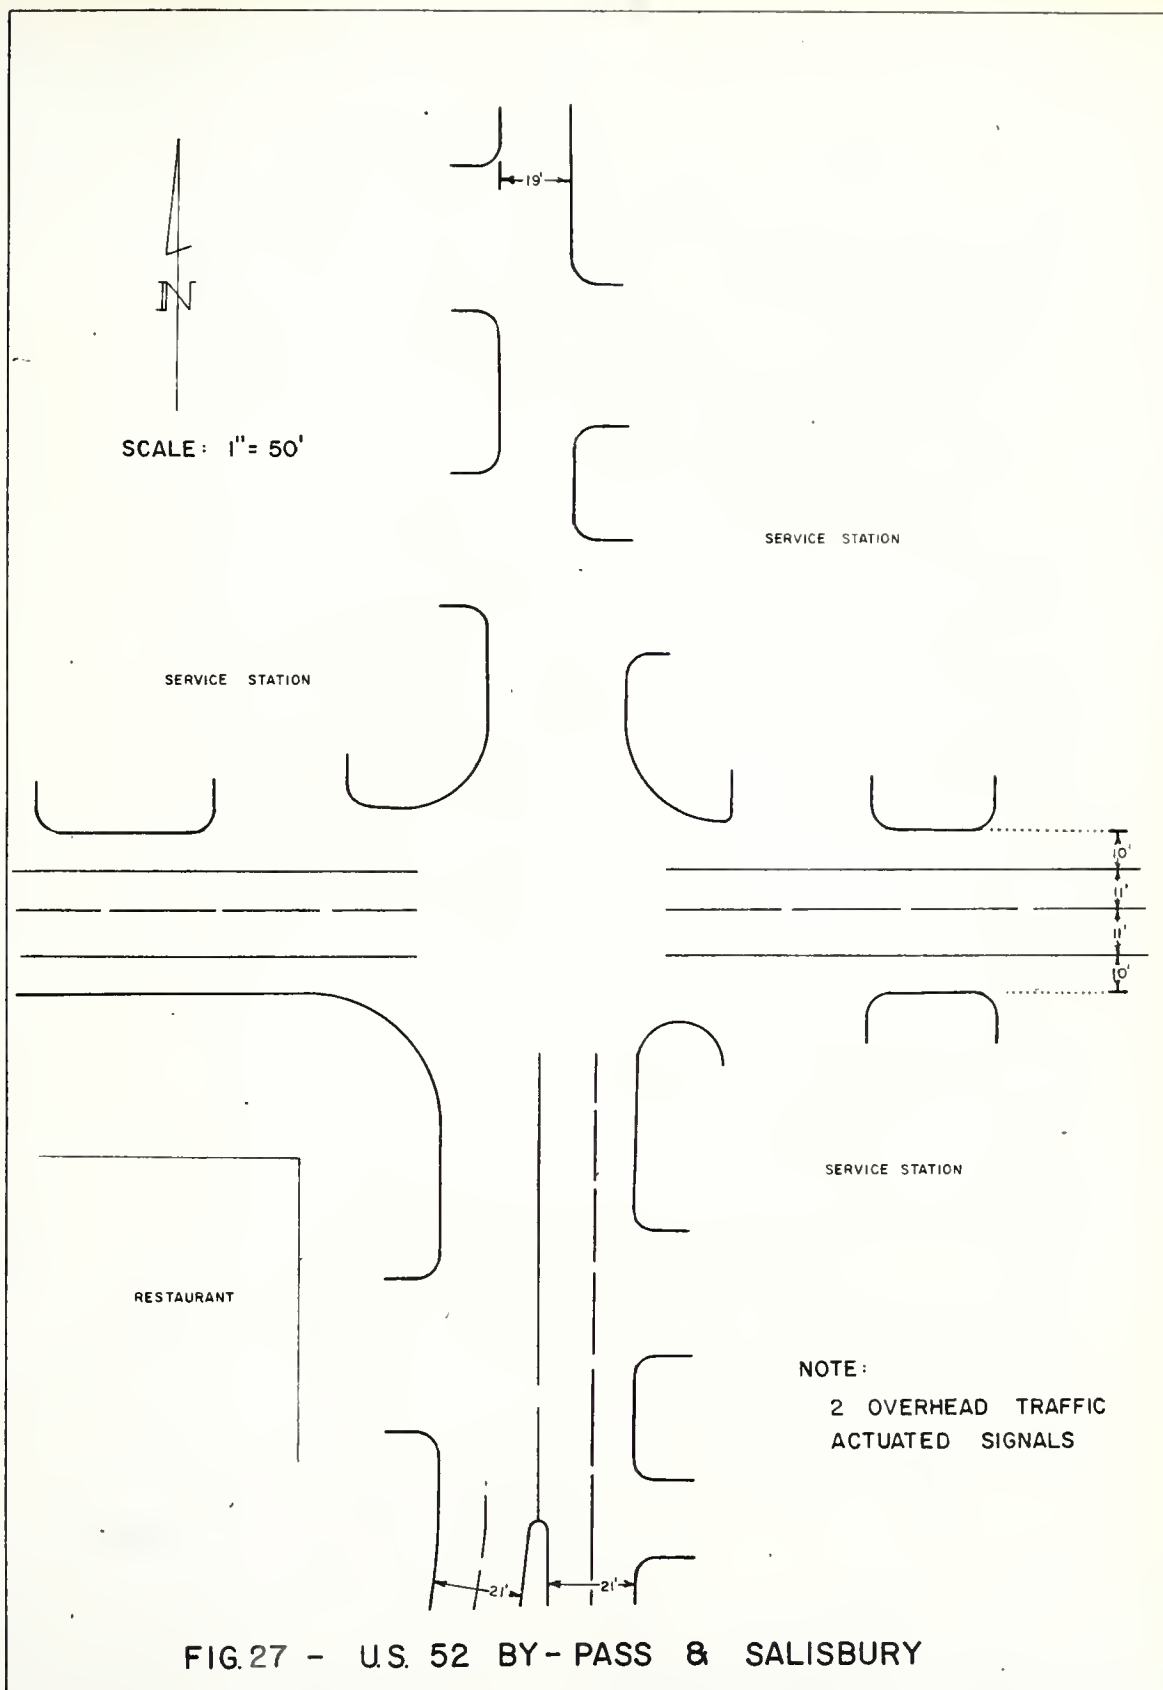 19'
N
SCALE: 1"= 50'
SERVICE STATION
SERVICE STATION
10'
11'
11'
10'
SERVICE STATION
RESTAURANT
NOTE:
2 OVERHEAD TRAFFIC
ACTUATED SIGNALS
21'
21'
FIG. 27 - U.S. 52 BY-PASS & SALISBURY